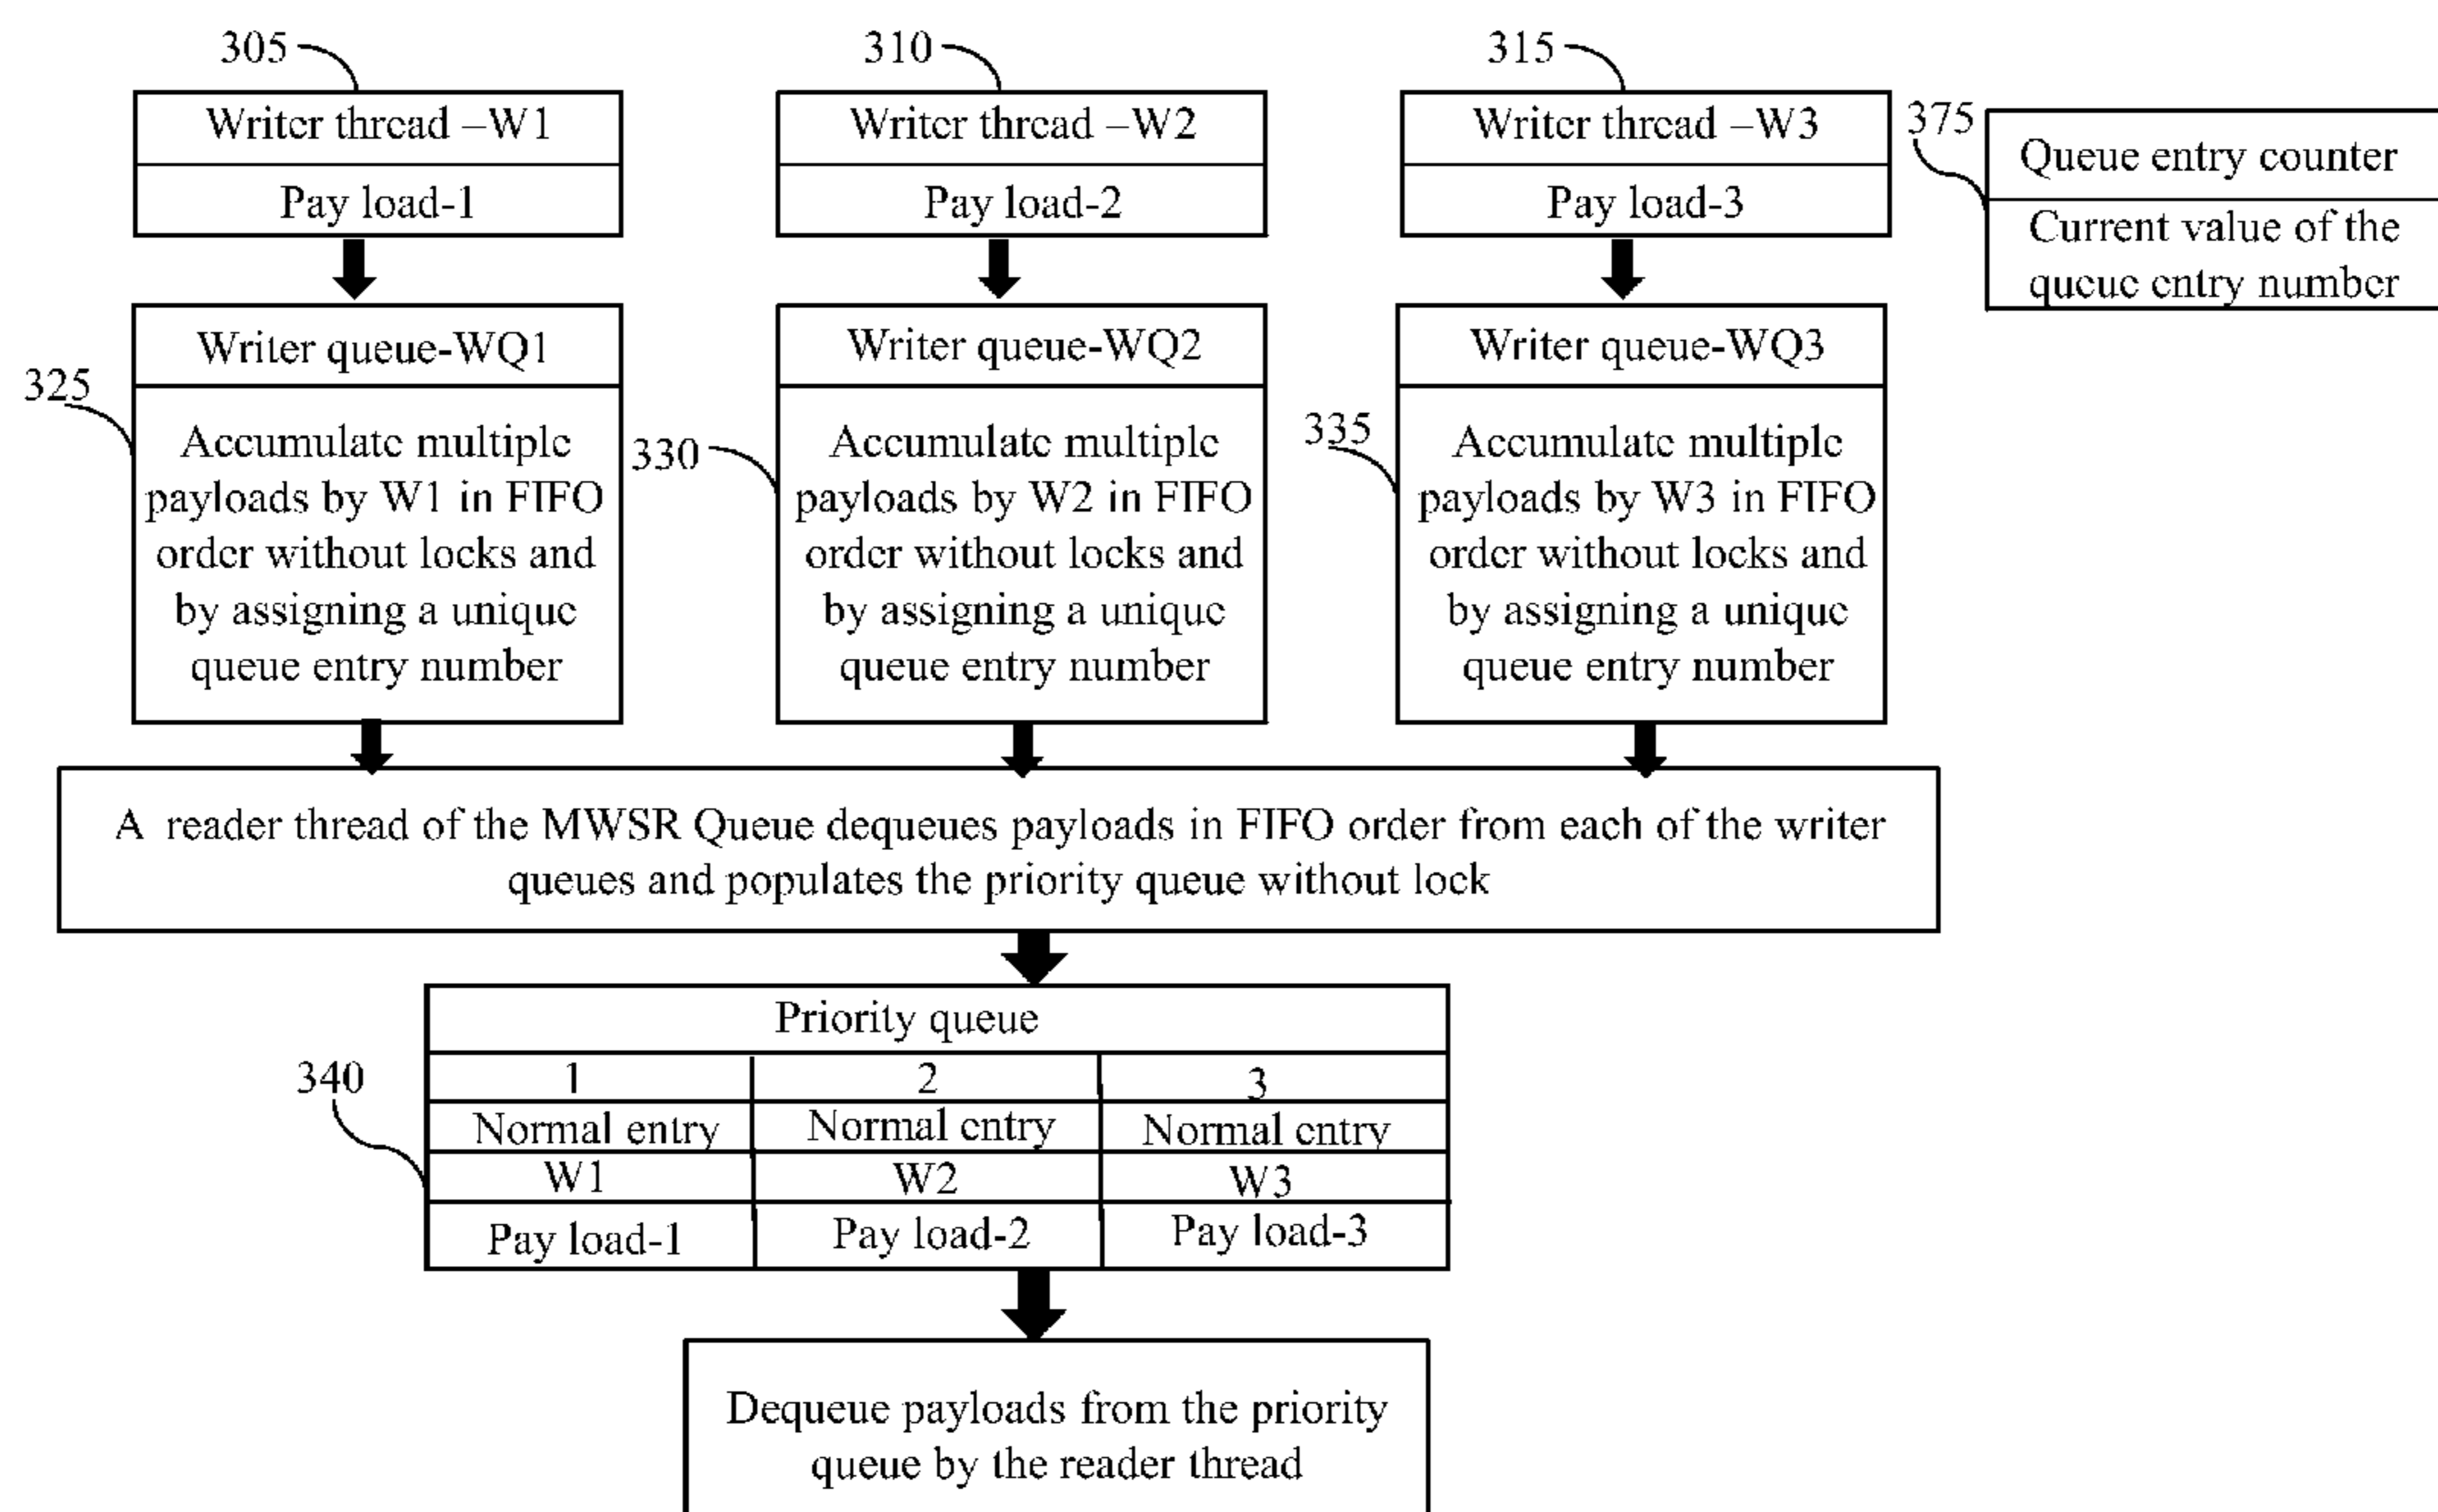 305
310
315
Writer thread –W1
Writer thread –W2
Writer thread –W3
375
Queue entry counter
Pay load-1
Pay load-2
Pay load-3
Current value of the
queue entry number
Writer queue-WQ1
Writer queue-WQ2
Writer queue-WQ3
325
Accumulate multiple
payloads by W1 in FIFO
order without locks and
by assigning a unique
queue entry number
330
Accumulate multiple
payloads by W2 in FIFO
order without locks and
by assigning a unique
queue entry number
335
Accumulate multiple
payloads by W3 in FIFO
order without locks and
by assigning a unique
queue entry number
A reader thread of the MWSR Queue dequeues payloads in FIFO order from each of the writer
queues and populates the priority queue without lock
Priority queue
340
1 2 3
Normal entry Normal entry Normal entry
W1 W2 W3
Pay load-1 Pay load-2 Pay load-3
Dequeue payloads from the priority
queue by the reader thread